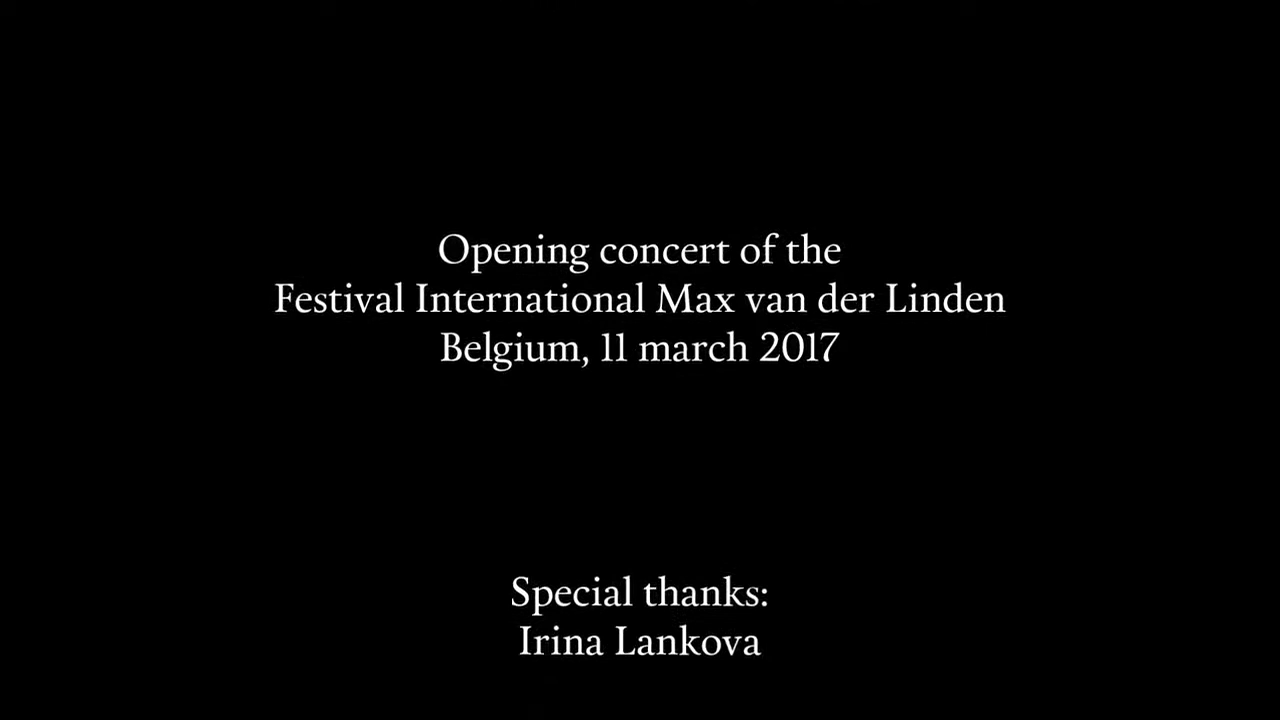 Opening concert of the
Festival International Max van der Linden
Belgium, 11 march 2017
Special thanks:
Irina Lankova